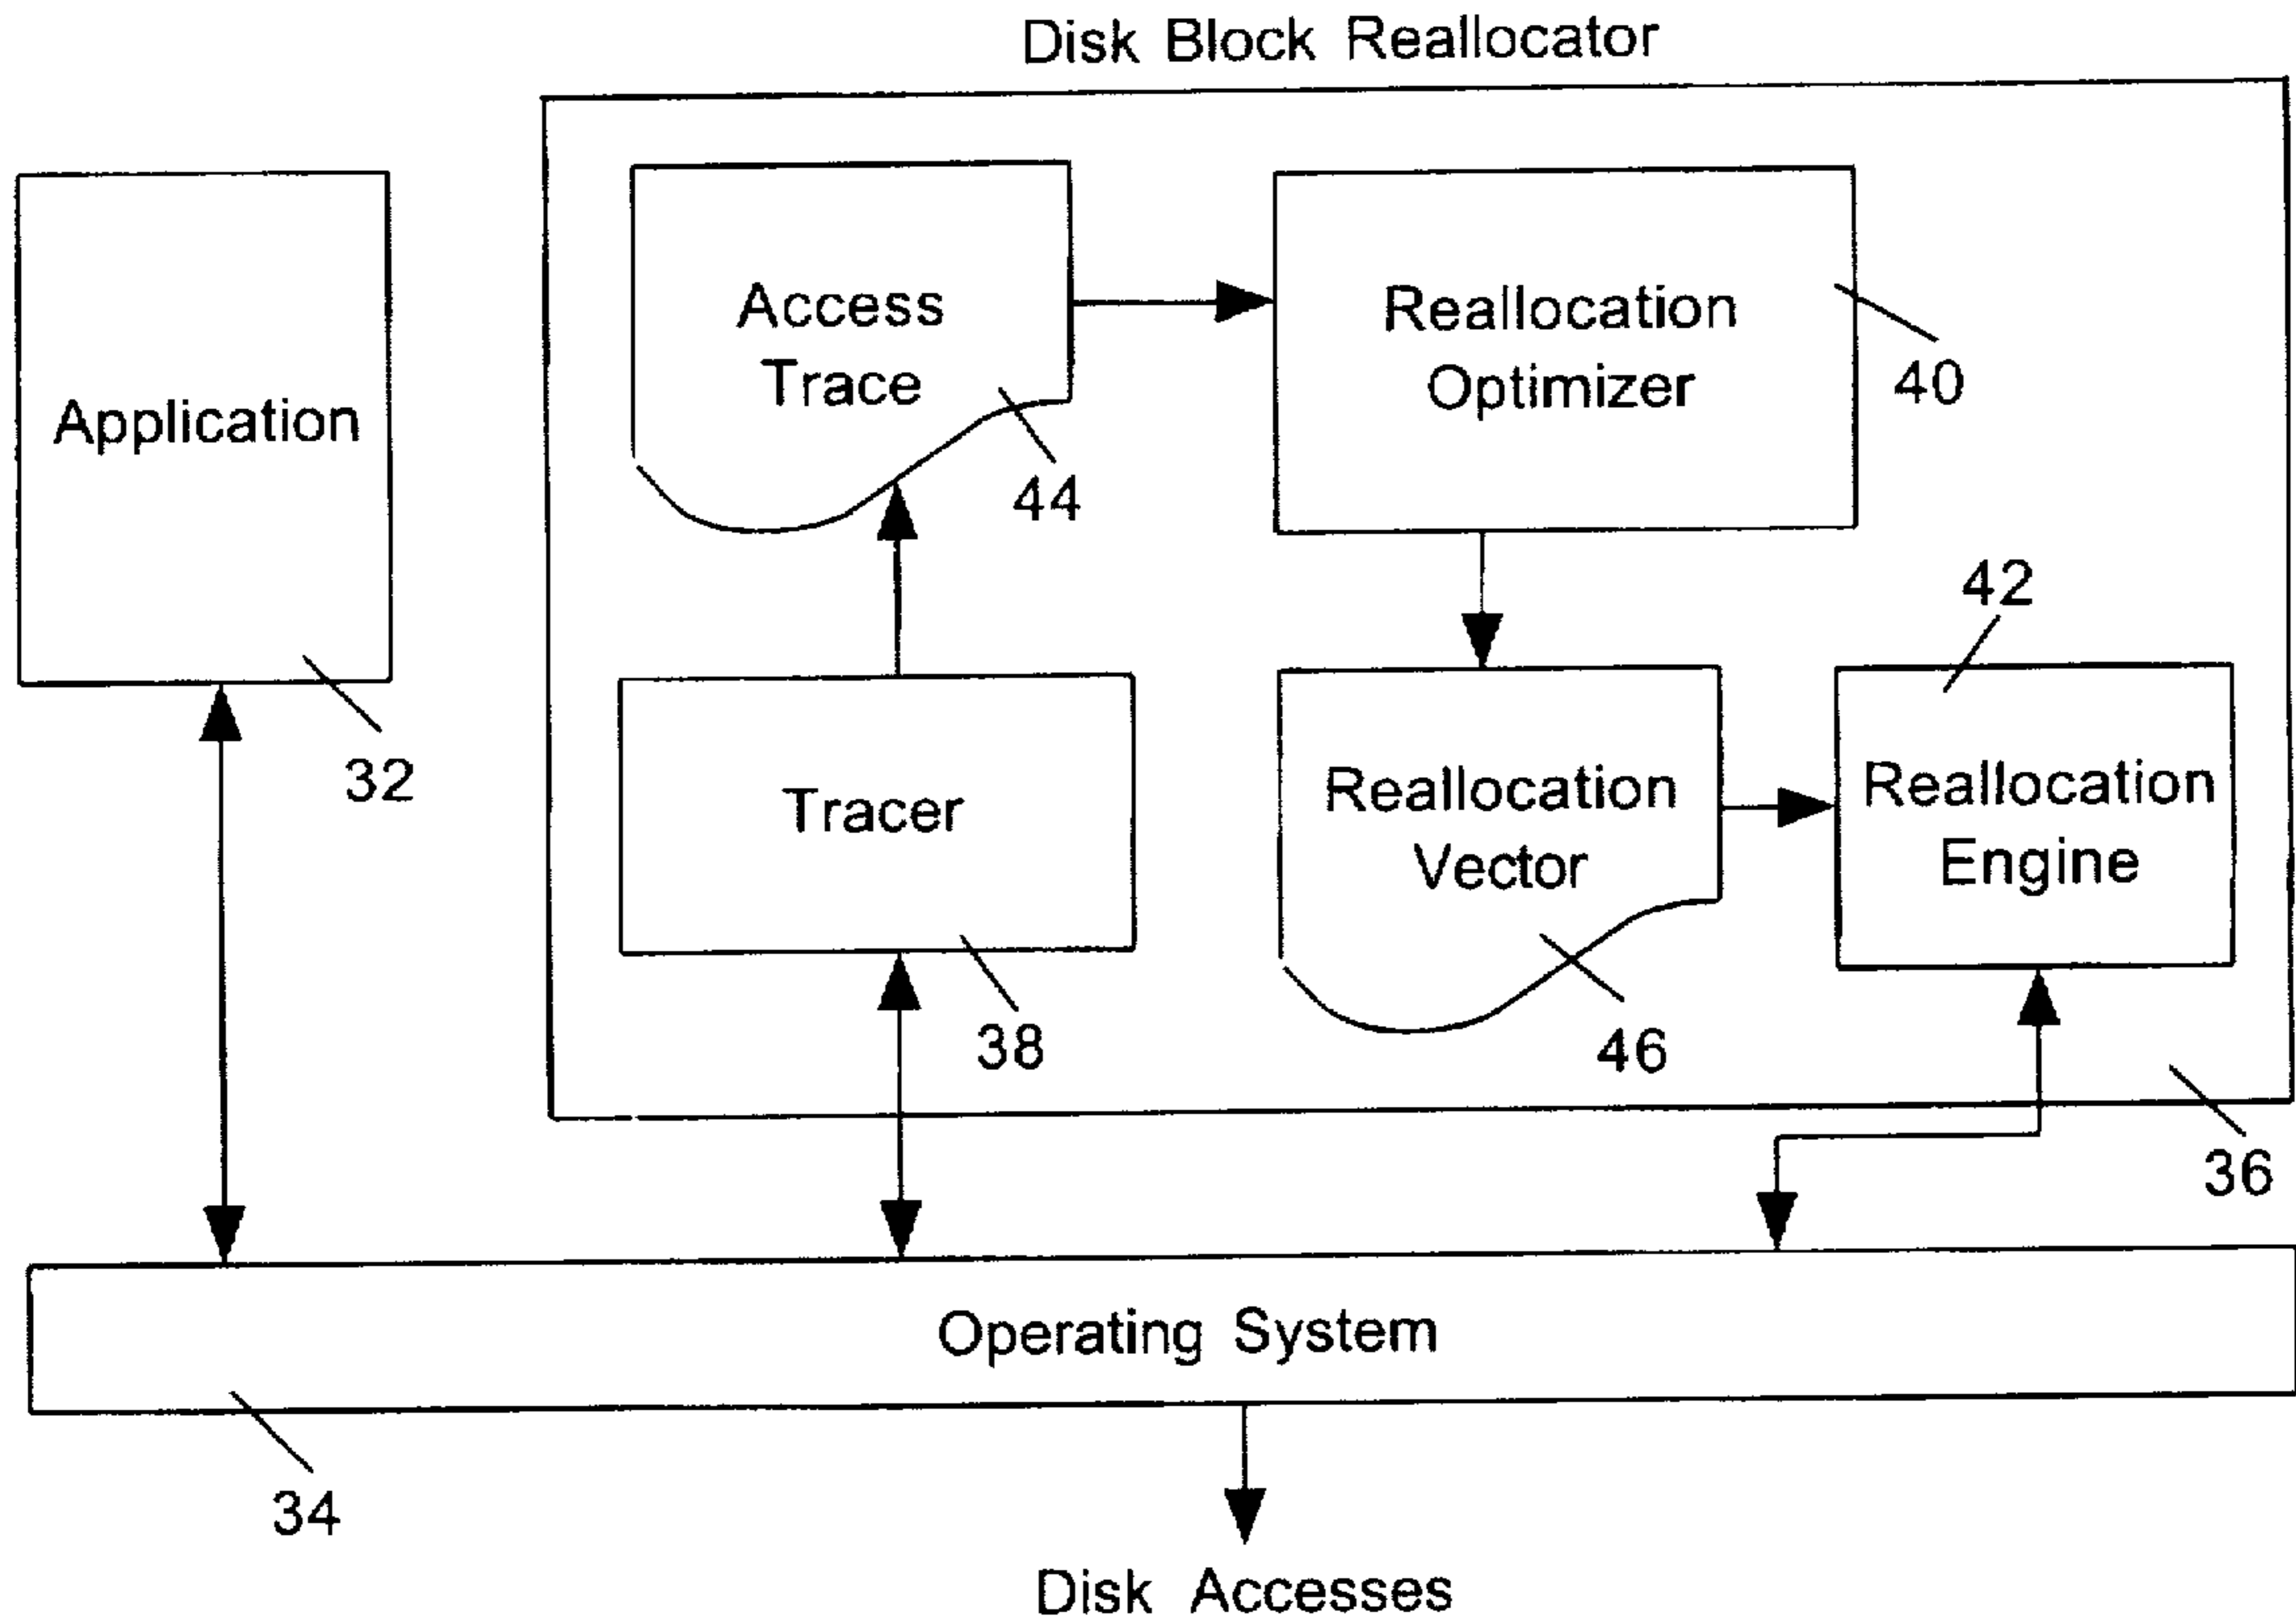 Disk Block Reallocator
Application
32
Access
Trace
44
Reallocation
Optimizer
40
Tracer
38
Reallocation
Vector
46
42
Reallocation
Engine
36
Operating System
34
Disk Accesses